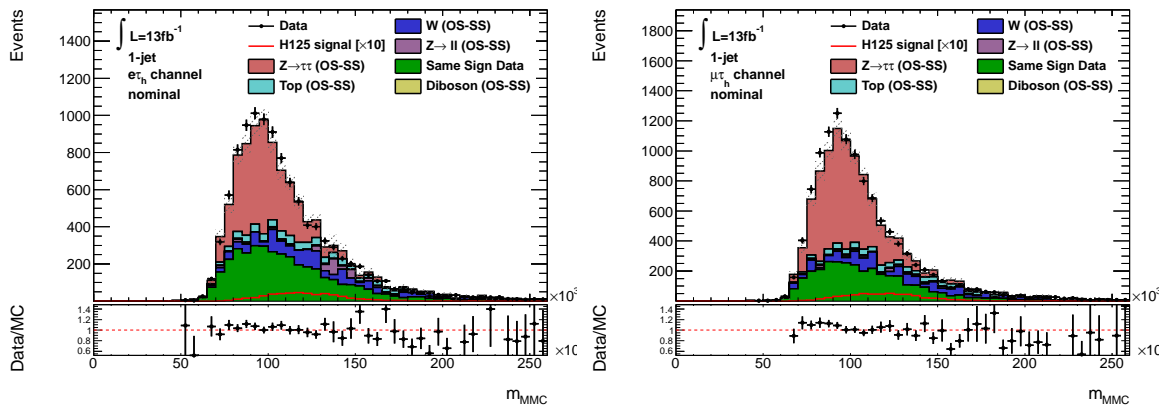 Events
1400
1200
1000
800
600
400
200
∫ L=13fb⁻¹
1-jet
eτh channel
nominal
Data
H125 signal [×10]
Z→ττ (OS-SS)
Top (OS-SS)
W (OS-SS)
Z→ ll (OS-SS)
Same Sign Data
Diboson (OS-SS)
×10³
Data/MC
1.4
1.2
1
0.8
0.6
0 50 100 150 200 250
×10
mMMC
Events
1800
1600
1400
1200
1000
800
600
400
200
∫ L=13fb⁻¹
1-jet
μτh channel
nominal
Data
H125 signal [×10]
Z→ττ (OS-SS)
Top (OS-SS)
W (OS-SS)
Z→ ll (OS-SS)
Same Sign Data
Diboson (OS-SS)
×10³
Data/MC
1.4
1.2
1
0.8
0.6
0 50 100 150 200 250
×10
mMMC